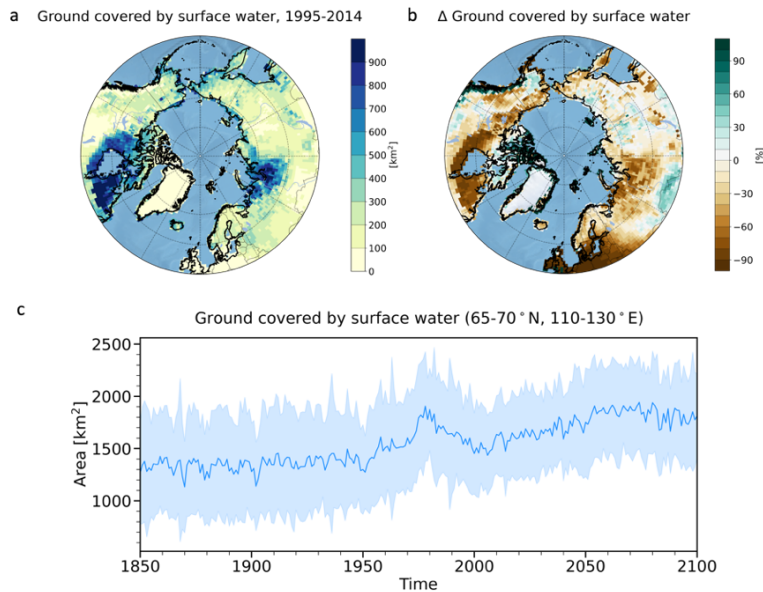 a Ground covered by surface water, 1995-2014
b Δ Ground covered by surface water
900
800
700
600
500
400
300
200
100
0
[km²]
90
60
30
0
−30
−60
−90
[%]
c
Ground covered by surface water (65-70°N, 110-130°E)
2500
2000
1500
1000
Area [km²]
1850 1900 1950 2000 2050 2100
Time